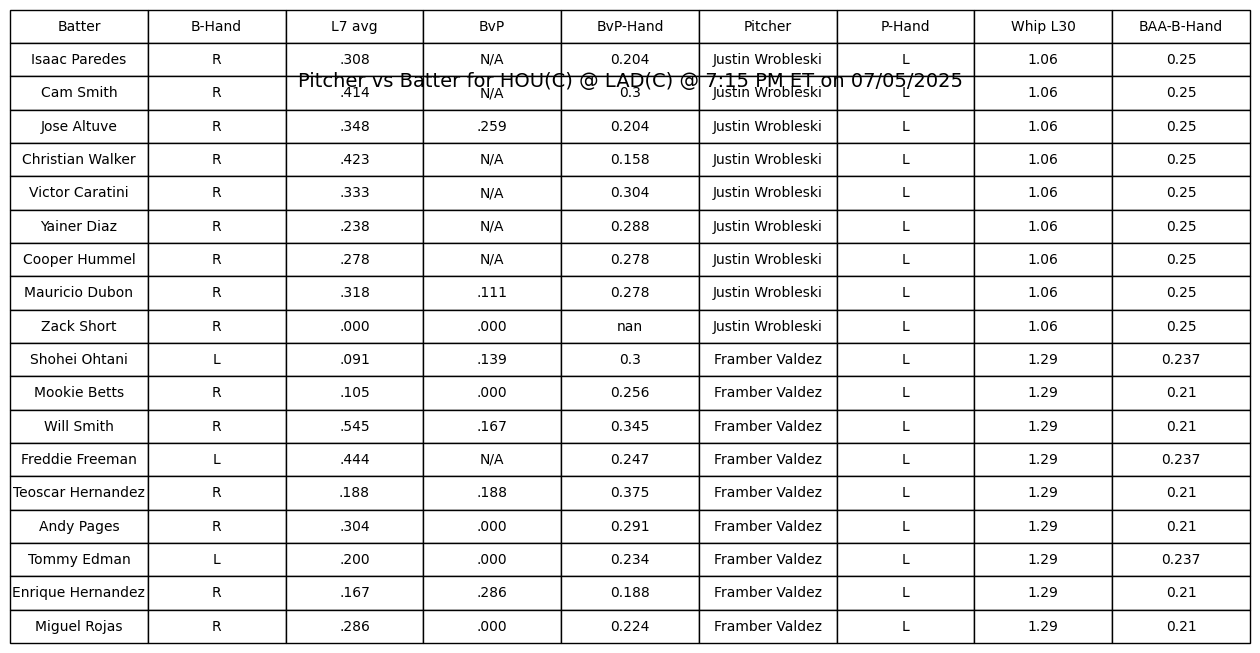 Batter B-Hand L7 avg BvP BvP-Hand Pitcher P-Hand Whip L30 BAA-B-Hand
Isaac Paredes R .308 N/A 0.204 Justin Wrobleski L 1.06 0.25
Pitcher vs Batter for HOU(C) @ LAD(C) @ 7:15 PM ET on 07/05/2025
Cam Smith R .414 N/A 0.3 Justin Wrobleski L 1.06 0.25
Jose Altuve R .348 .259 0.204 Justin Wrobleski L 1.06 0.25
Christian Walker R .423 N/A 0.158 Justin Wrobleski L 1.06 0.25
Victor Caratini R .333 N/A 0.304 Justin Wrobleski L 1.06 0.25
Yainer Diaz R .238 N/A 0.288 Justin Wrobleski L 1.06 0.25
Cooper Hummel R .278 N/A 0.278 Justin Wrobleski L 1.06 0.25
Mauricio Dubon R .318 .111 0.278 Justin Wrobleski L 1.06 0.25
Zack Short R .000 .000 nan Justin Wrobleski L 1.06 0.25
Shohei Ohtani L .091 .139 0.3 Framber Valdez L 1.29 0.237
Mookie Betts R .105 .000 0.256 Framber Valdez L 1.29 0.21
Will Smith R .545 .167 0.345 Framber Valdez L 1.29 0.21
Freddie Freeman L .444 N/A 0.247 Framber Valdez L 1.29 0.237
Teoscar Hernandez R .188 .188 0.375 Framber Valdez L 1.29 0.21
Andy Pages R .304 .000 0.291 Framber Valdez L 1.29 0.21
Tommy Edman L .200 .000 0.234 Framber Valdez L 1.29 0.237
Enrique Hernandez R .167 .286 0.188 Framber Valdez L 1.29 0.21
Miguel Rojas R .286 .000 0.224 Framber Valdez L 1.29 0.21